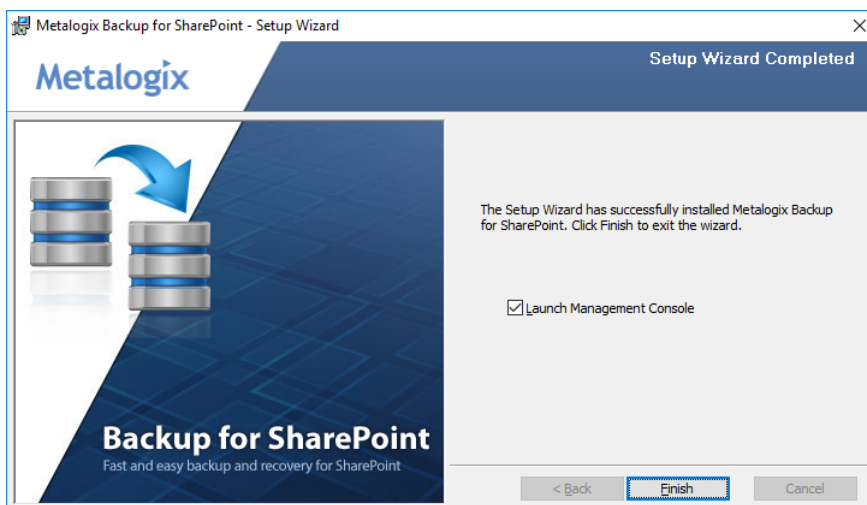 Metalogix Backup for SharePoint - Setup Wizard
Metalogix
Setup Wizard Completed
The Setup Wizard has successfully installed Metalogix Backup
for SharePoint. Click Finish to exit the wizard.
Launch Management Console
Backup for SharePoint
Fast and easy backup and recovery for SharePoint
< Back
Finish
Cancel